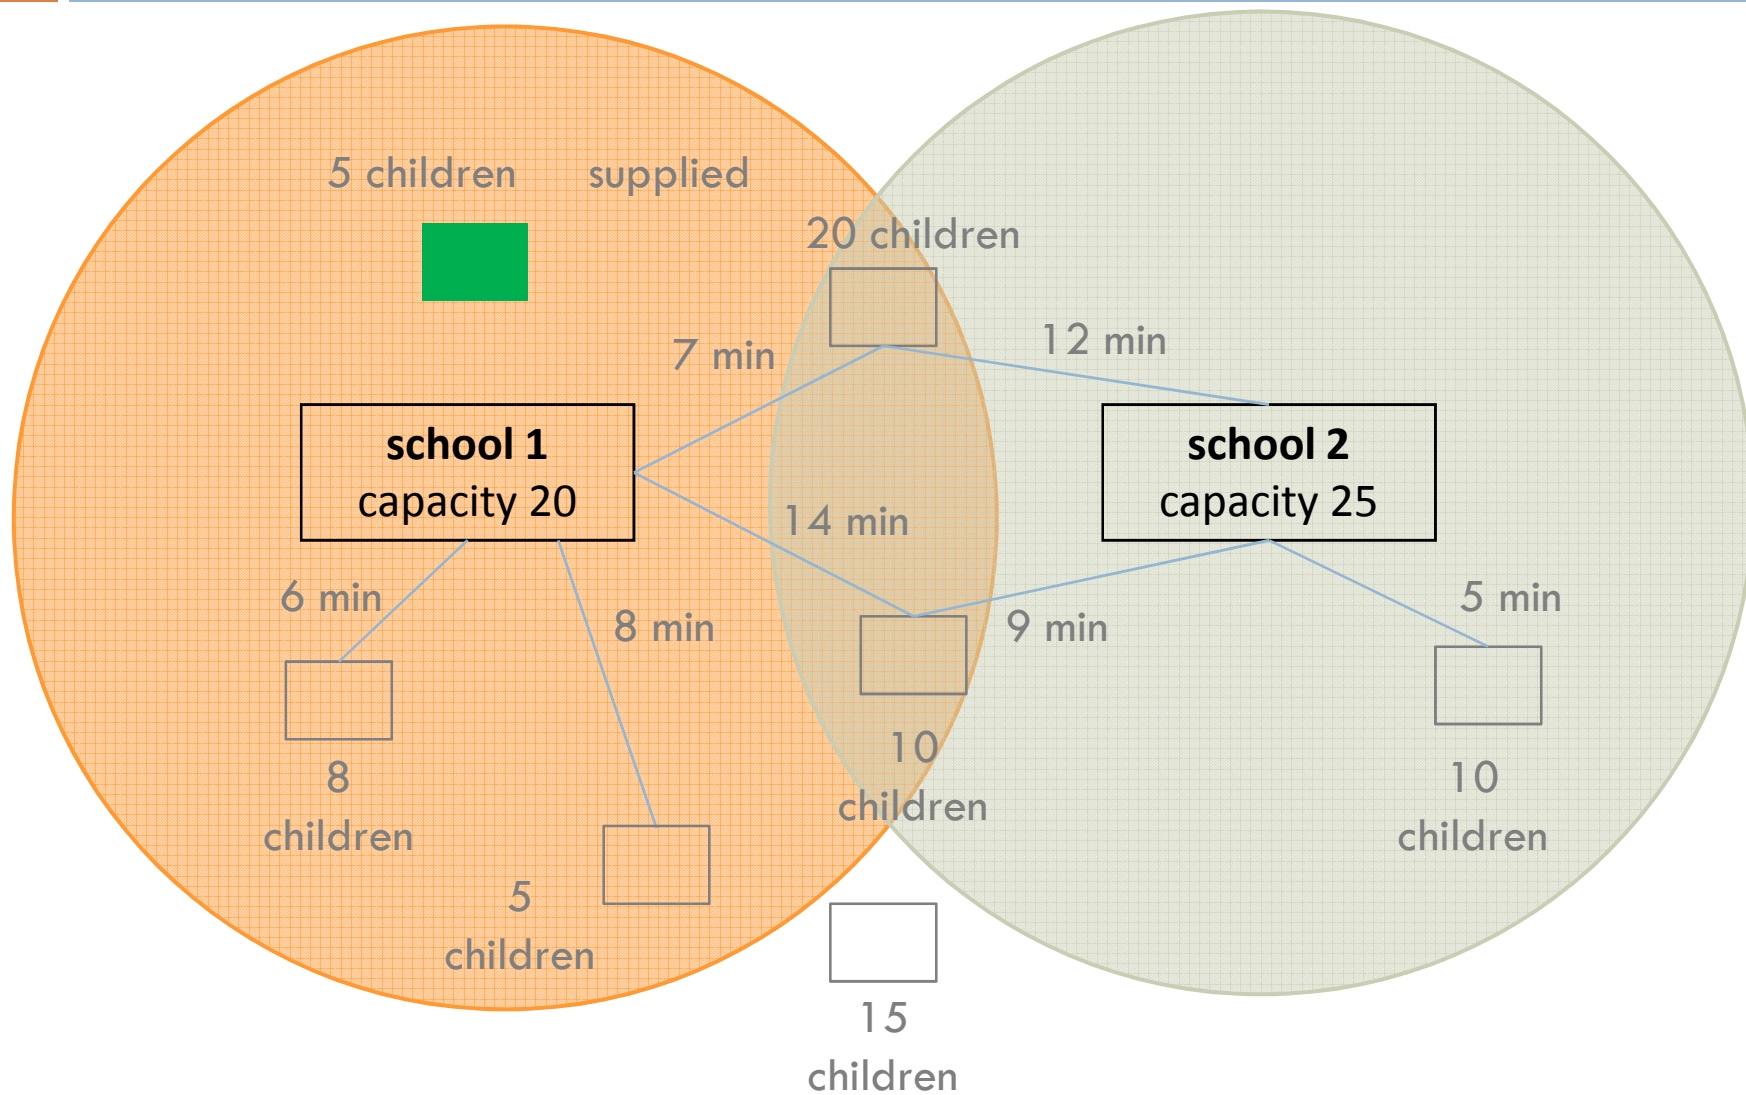 5 children supplied
20 children
7 min
12 min
school 1
capacity 20
school 2
capacity 25
14 min
6 min
8 min
9 min
5 min
8
children
10
children
10
children
5
children
15
children